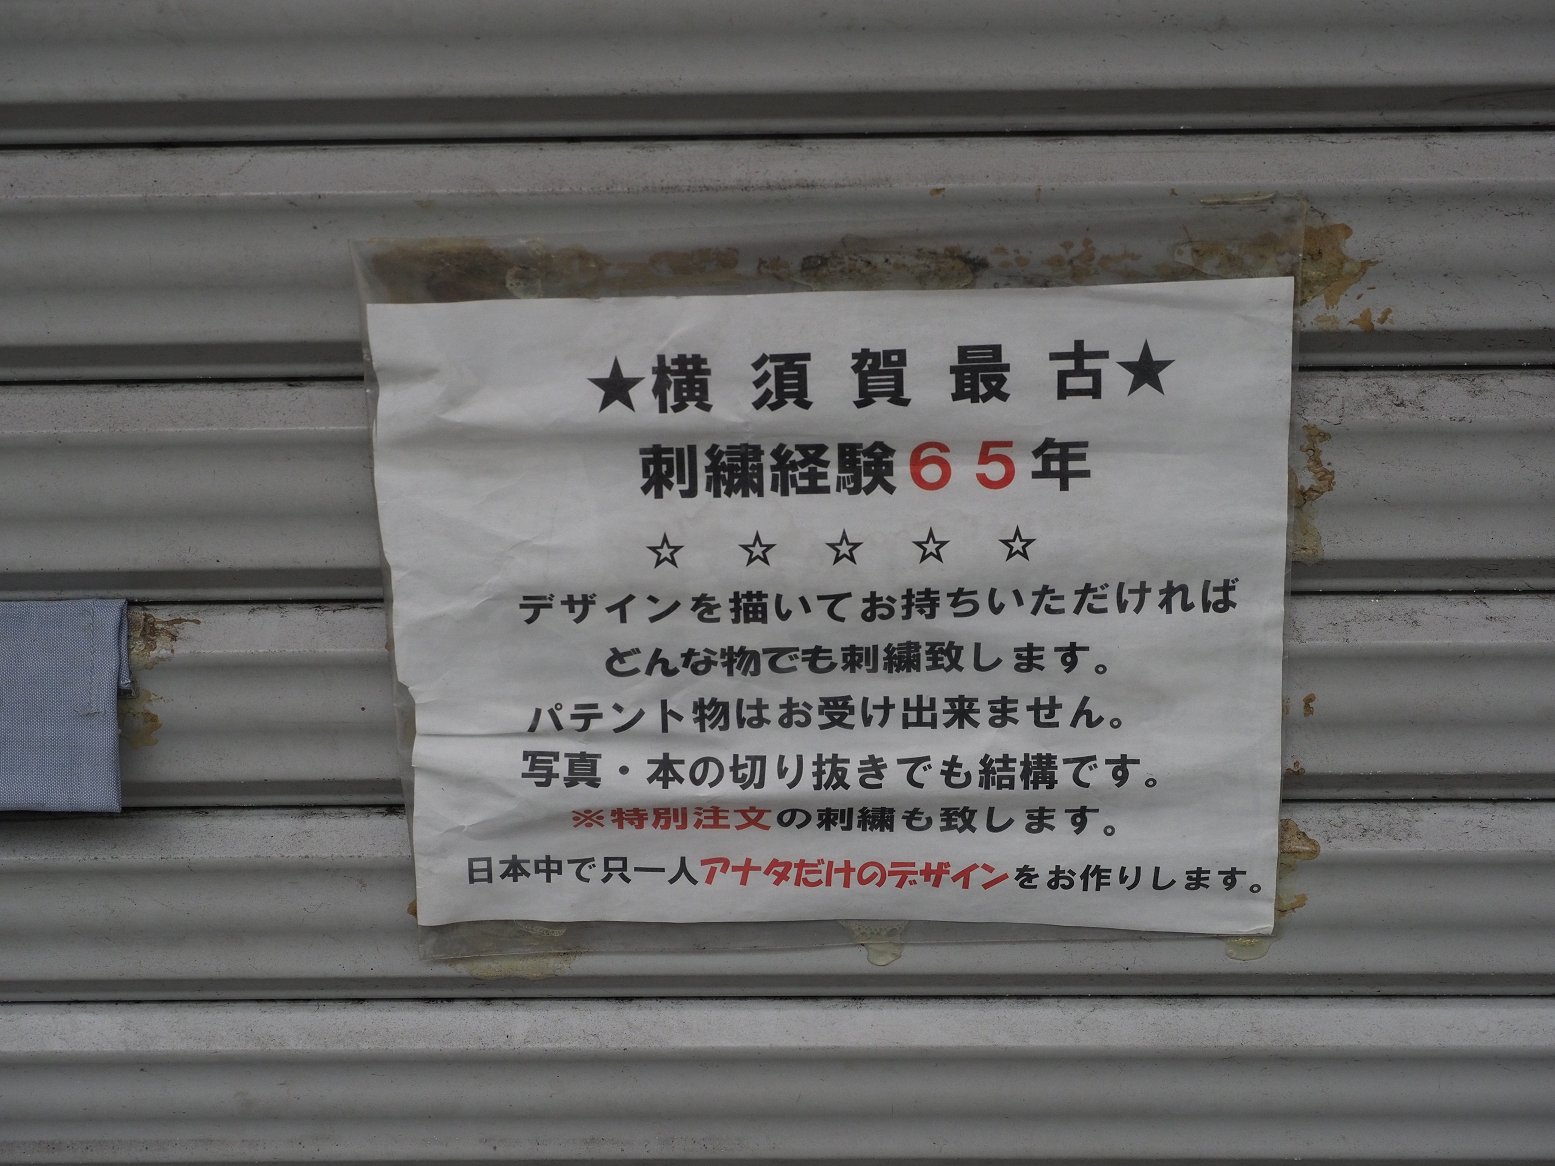 ★横須賀最古★
刺繍経験65年
☆ ☆ ☆ ☆ ☆
デザインを描いてお持ちいただければ
どんな物でも刺繍致します。
パテント物はお受け出来ません。
写真・本の切り抜きでも結構です。
※特別注文の刺繍も致します。
日本中で只一人アナタだけのデザインをお作りします。